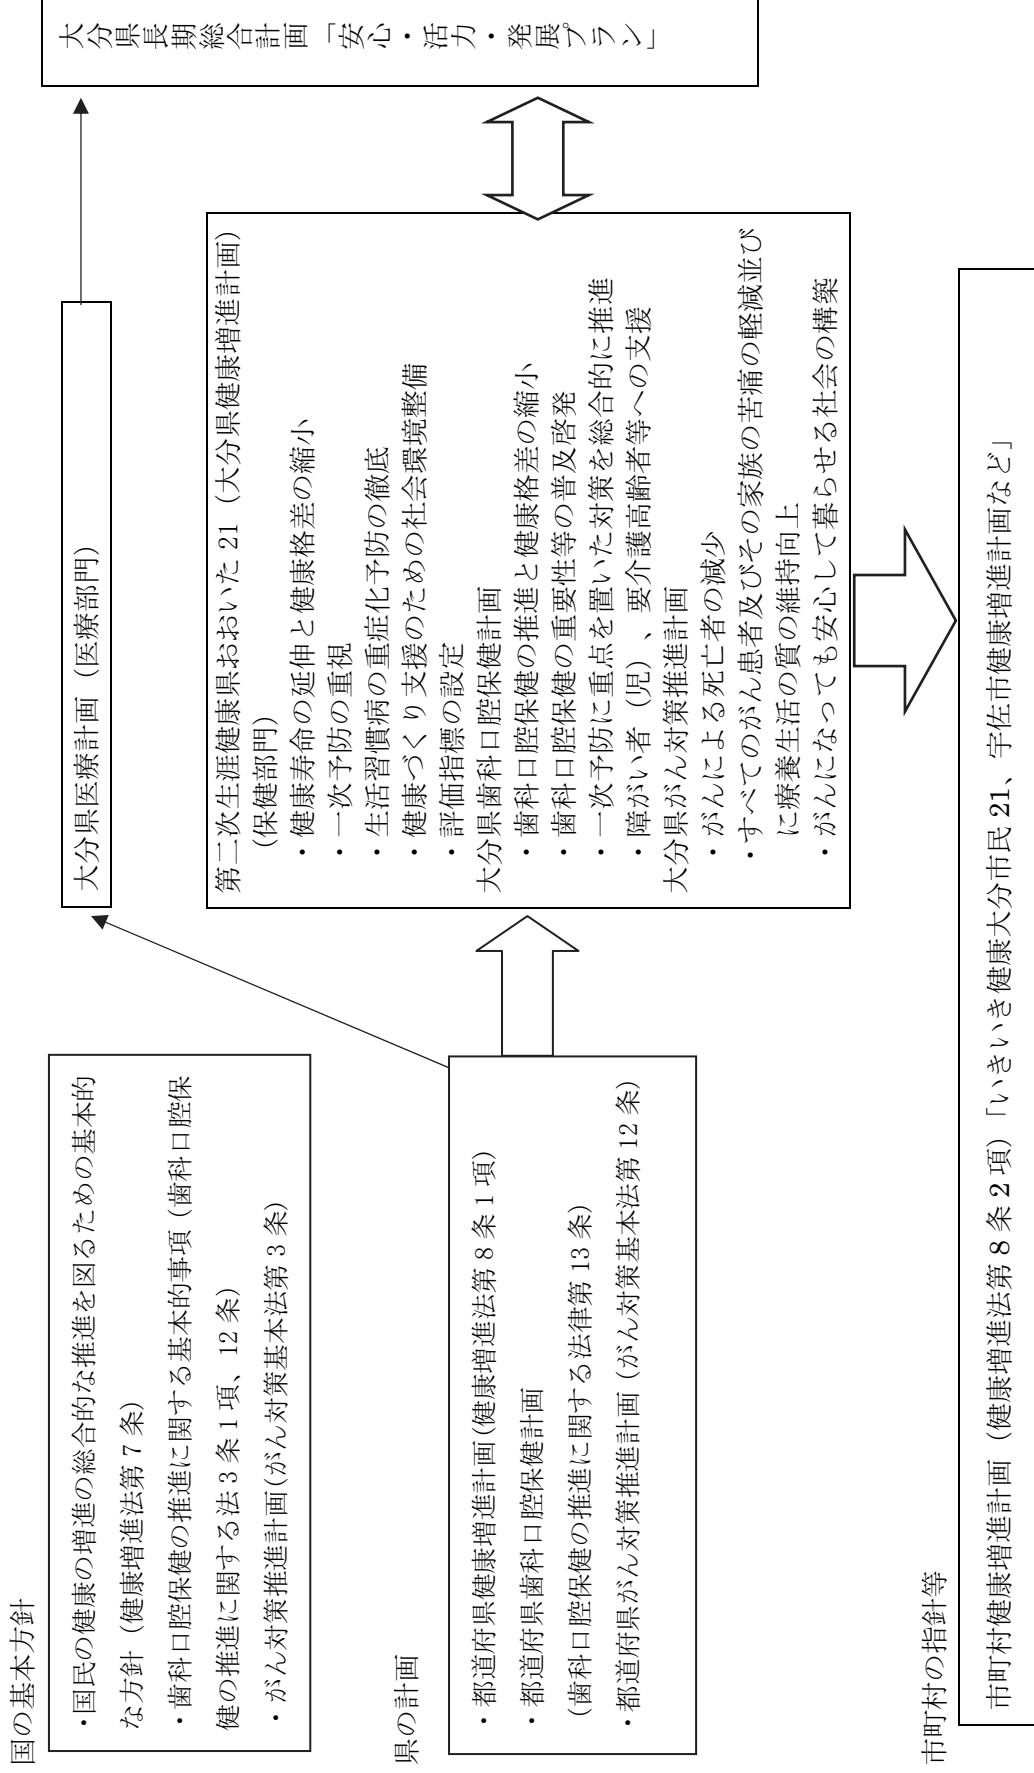 国の基本方針
・国民の健康の増進の総合的な推進を図るための基本的
な方針（健康増進法第７条）
・歯科口腔保健の推進に関する基本的事項（歯科口腔保
健の推進に関する法３条１項、12 条）
・がん対策推進計画(がん対策基本法第３条)
県の計画
・都道府県健康増進計画(健康増進法第８条１項)
・都道府県歯科口腔保健計画
(歯科口腔保健の推進に関する法律第 13 条)
・都道府県がん対策推進計画（がん対策基本法第 12 条）
大分県医療計画（医療部門）
第二次生涯健康県おおいた 21（大分県健康増進計画）
(保健部門)
・健康寿命の延伸と健康格差の縮小
・一次予防の重視
・生活習慣病の重症化予防の徹底
・健康づくり支援のための社会環境整備
・評価指標の設定
大分県歯科口腔保健計画
・歯科口腔保健の推進と健康格差の縮小
・歯科口腔保健の重要性等の普及啓発
・一次予防に重点を置いた対策を総合的に推進
・障がい者（児）、要介護高齢者等への支援
大分県がん対策推進計画
・がんによる死亡者の減少
・すべてのがん患者及びその家族の苦痛の軽減並び
に療養生活の質の維持向上
・がんになっても安心して暮らせる社会の構築
大分県長期総合計画「安心・活力・発展プラン」
市町村の指針等
市町村健康増進計画（健康増進法第８条２項）「いきいき健康大分市民 21、宇佐市健康増進計画など」